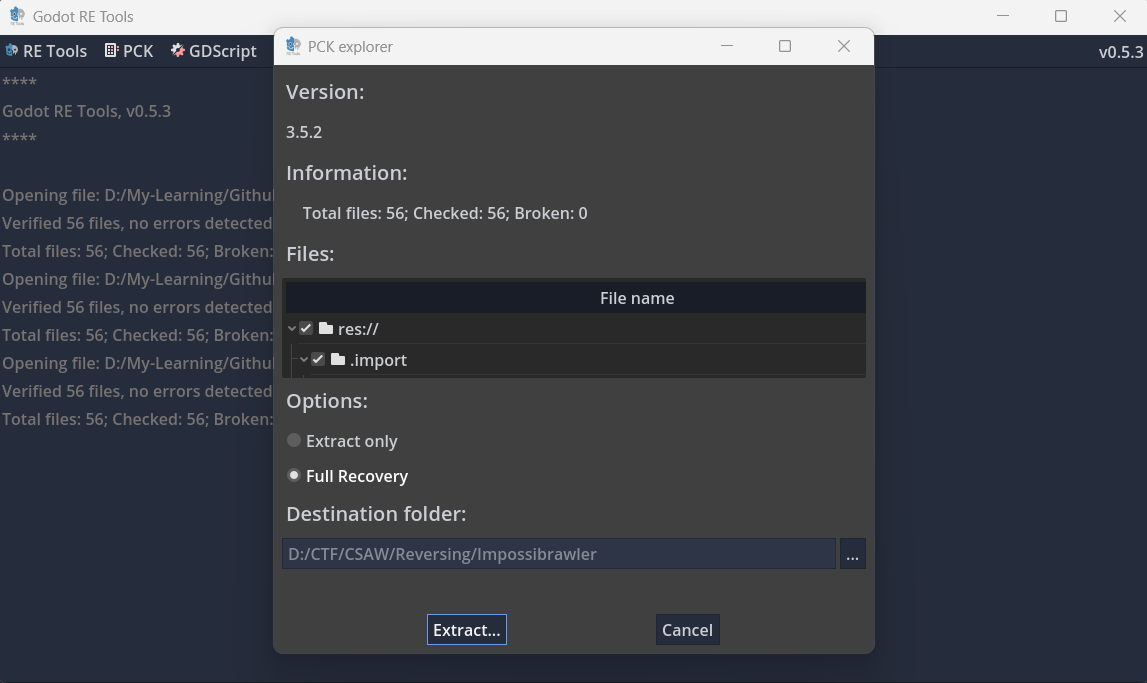 Godot RE Tools
RE Tools PCK GDScript v0.5.3
****
Godot RE Tools, v0.5.3
****
Opening file: D:/My-Learning/Githu
Verified 56 files, no errors detected
Total files: 56; Checked: 56; Broken:
Opening file: D:/My-Learning/Githu
Verified 56 files, no errors detected
Total files: 56; Checked: 56; Broken:
Opening file: D:/My-Learning/Githu
Verified 56 files, no errors detected
Total files: 56; Checked: 56; Broken:
PCK explorer
Version:
3.5.2
Information:
Total files: 56; Checked: 56; Broken: 0
Files:
File name
res://
.import
Options:
Extract only
Full Recovery
Destination folder:
D:/CTF/CSAW/Reversing/Impossibrawler
...
Extract... Cancel